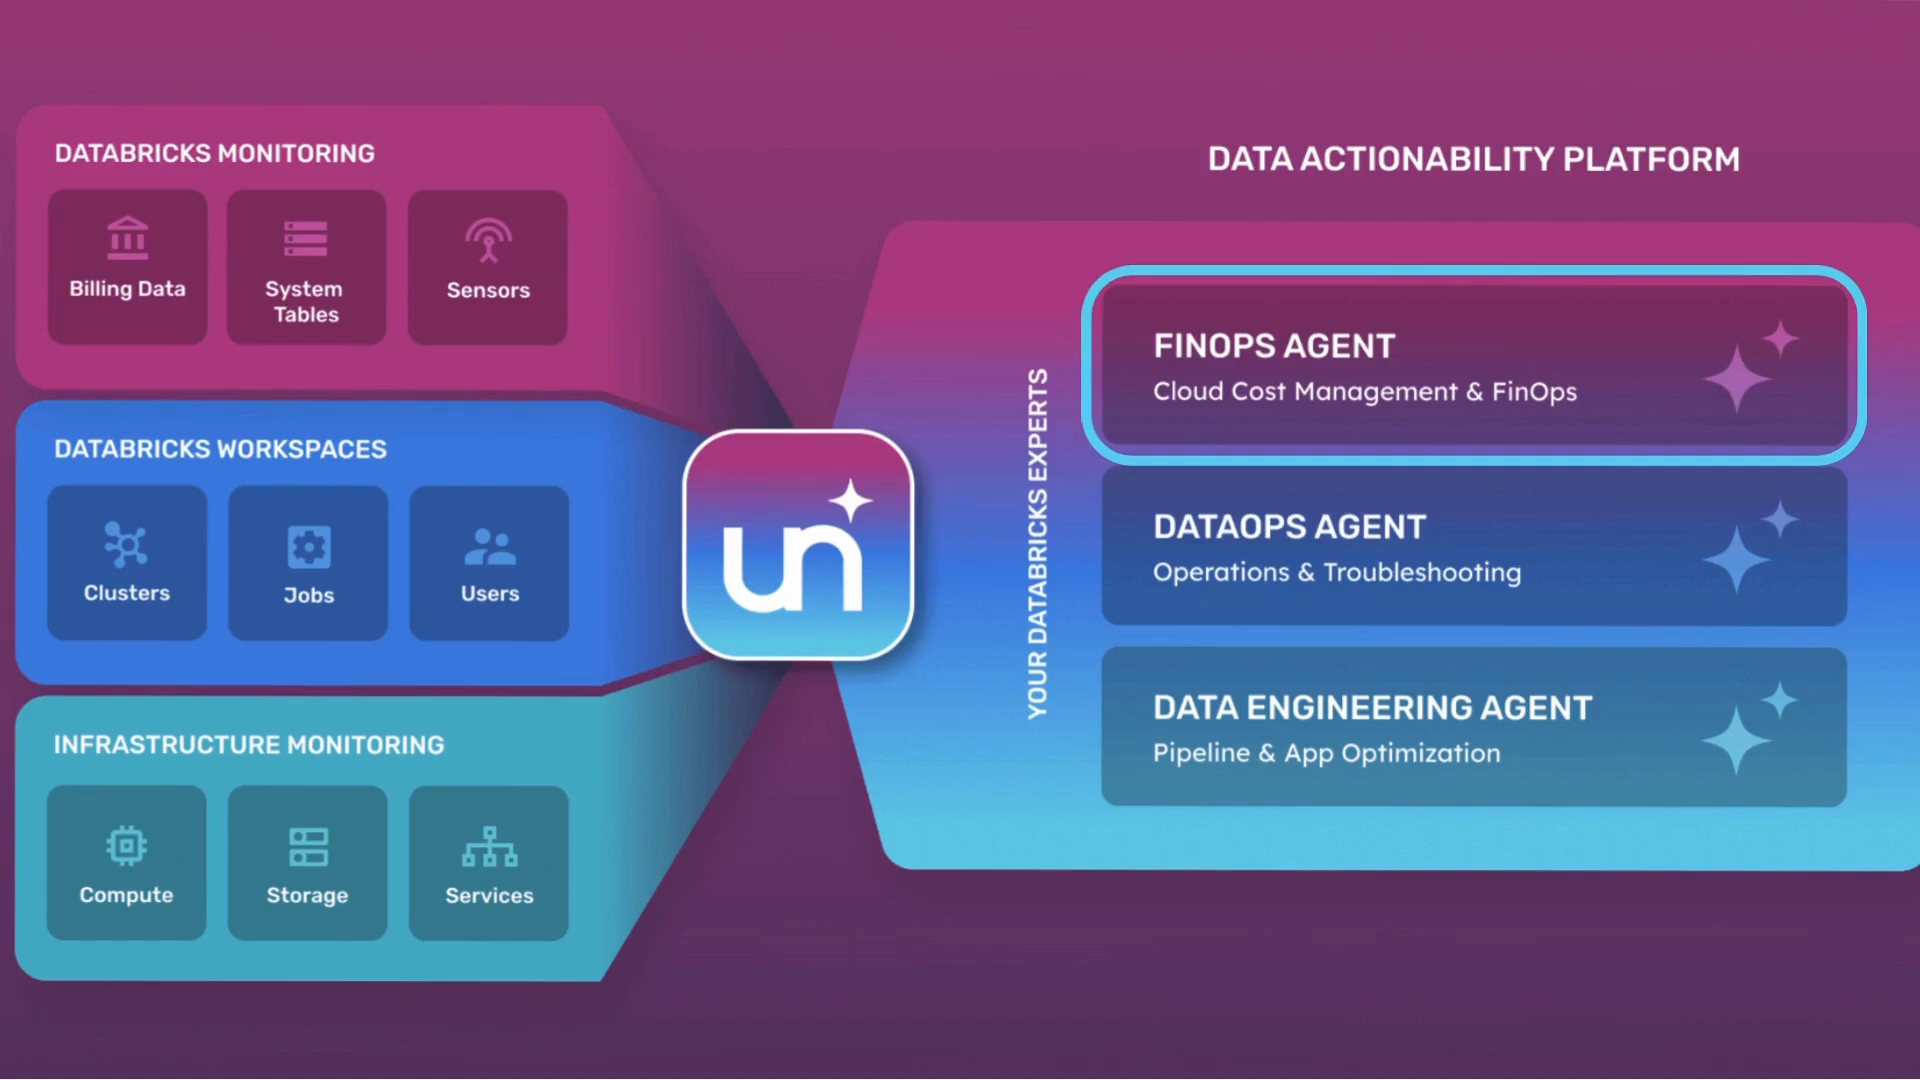 DATABRICKS MONITORING
Billing Data
System
Tables
Sensors
DATABRICKS WORKSPACES
Clusters
Jobs
Users
INFRASTRUCTURE MONITORING
Compute
Storage
Services
un
DATA ACTIONABILITY PLATFORM
YOUR DATABRICKS EXPERTS
FINOPS AGENT
Cloud Cost Management & FinOps
DATAOPS AGENT
Operations & Troubleshooting
DATA ENGINEERING AGENT
Pipeline & App Optimization